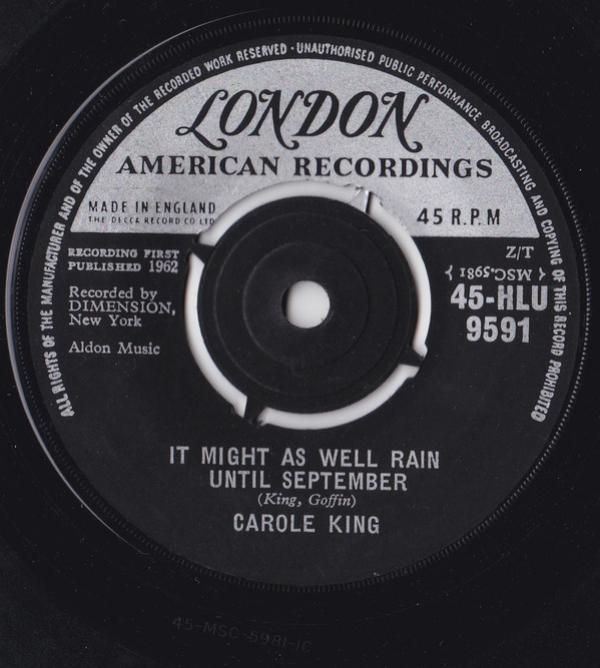 ALL RIGHTS OF THE MANUFACTURER AND OF THE OWNER OF THE RECORDED WORK RESERVED · UNAUTHORISED PUBLIC PERFORMANCE BROADCASTING AND COPYING OF THIS RECORD PROHIBITED
LONDON
AMERICAN RECORDINGS
MADE IN ENGLAND
THE DECCA RECORD CO LTD
45 R.P.M
RECORDING FIRST
PUBLISHED 1962
Recorded by
DIMENSION,
New York
Aldon Music
Z/T
(MSC.5981)
45-HLU
9591
IT MIGHT AS WELL RAIN
UNTIL SEPTEMBER
(King, Goffin)
CAROLE KING
45-MSC-5981-1C